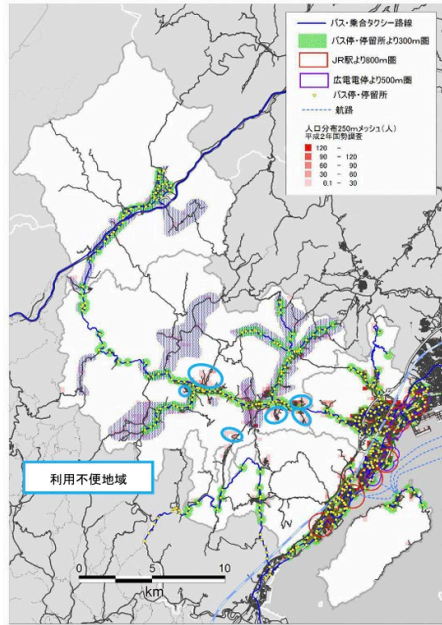 バス・乗合タクシー路線
バス停・停留所より300m圏
JR駅より800m圏
広電電停より500m圏
バス停・停留所
航路
人口分布250mメッシュ(人)
平成2年国勢調査
120 -
90 - 120
60 - 90
30 - 60
0.1 - 30
利用不便地域
0 5 10
km